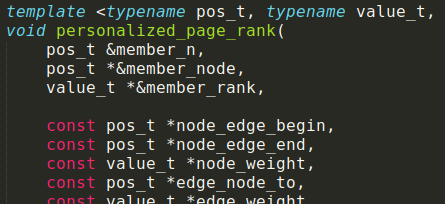 template <typename pos_t, typename value_t,
void personalized_page_rank(
    pos_t &member_n,
    pos_t *&member_node,
    value_t *&member_rank,

    const pos_t *node_edge_begin,
    const pos_t *node_edge_end,
    const value_t *node_weight,
    const pos_t *edge_node_to,
    const value_t *edge_weight